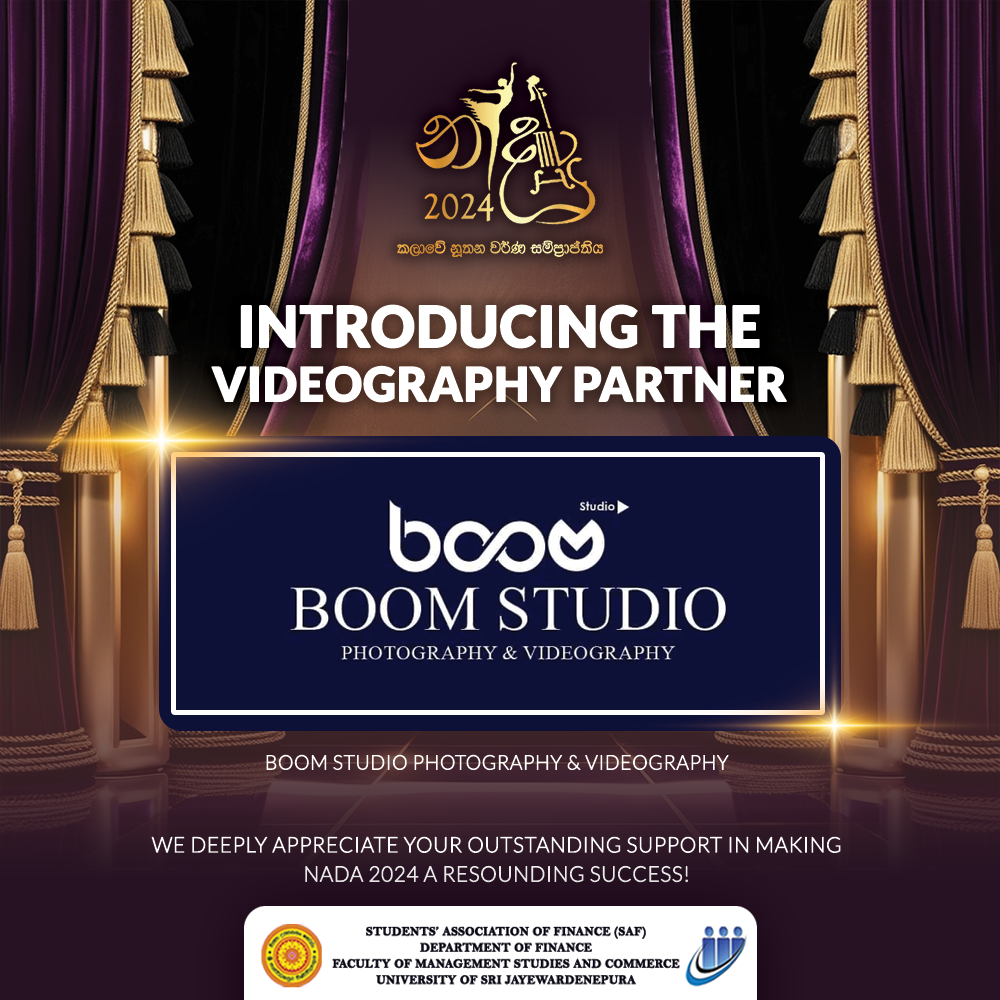 නාද
2024
කලාවේ නූතන වර්ණ සම්ප්‍රාප්තිය
INTRODUCING THE
VIDEOGRAPHY PARTNER
Studio
boom
BOOM STUDIO
PHOTOGRAPHY & VIDEOGRAPHY
BOOM STUDIO PHOTOGRAPHY & VIDEOGRAPHY
WE DEEPLY APPRECIATE YOUR OUTSTANDING SUPPORT IN MAKING
NADA 2024 A RESOUNDING SUCCESS!
STUDENTS' ASSOCIATION OF FINANCE (SAF)
DEPARTMENT OF FINANCE
FACULTY OF MANAGEMENT STUDIES AND COMMERCE
UNIVERSITY OF SRI JAYEWARDENEPURA